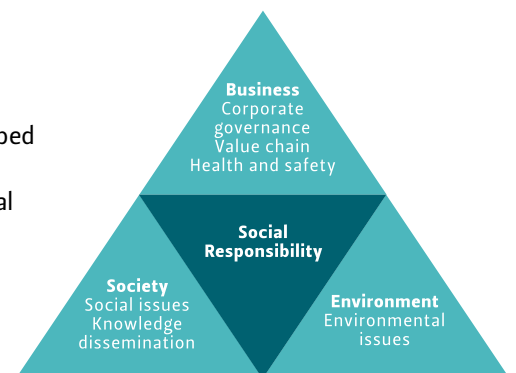 Business
Corporate
governance
Value chain
Health and safety
Social
Responsibility
Society
Social issues
Knowledge
dissemination
Environment
Environmental
issues